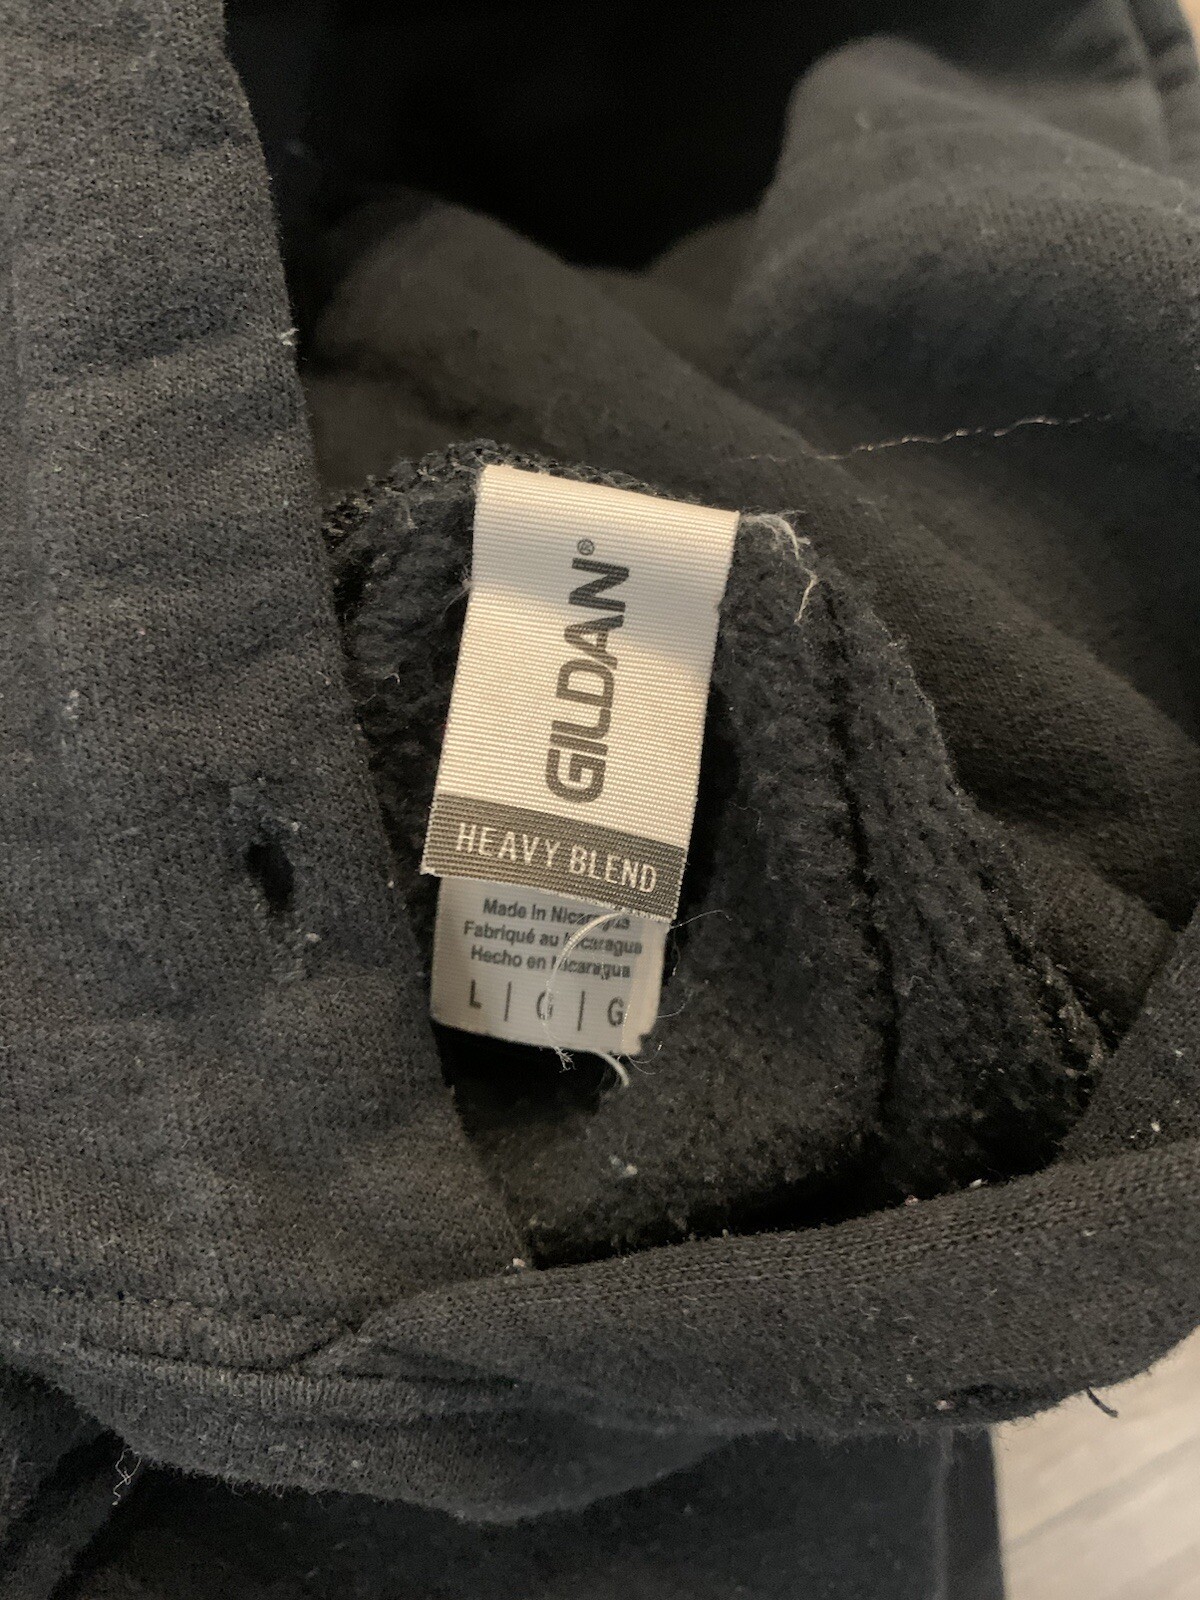 GILDAN®
HEAVY BLEND
Made in Nicaragua
Fabriqué au Nicaragua
Hecho en Nicaragua
L | G | G